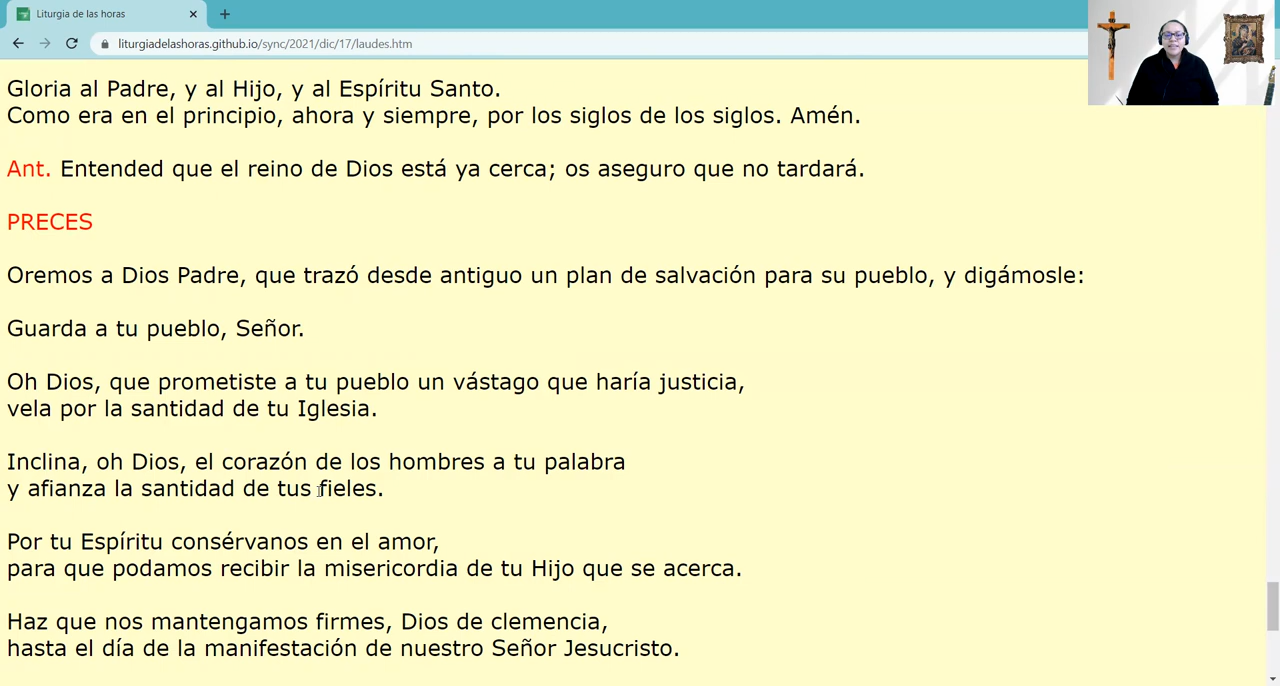 Liturgia de las horas
liturgiadelashoras.github.io/sync/2021/dic/17/laudes.htm
Gloria al Padre, y al Hijo, y al Espíritu Santo.
Como era en el principio, ahora y siempre, por los siglos de los siglos. Amén.
Ant. Entended que el reino de Dios está ya cerca; os aseguro que no tardará.
PRECES
Oremos a Dios Padre, que trazó desde antiguo un plan de salvación para su pueblo, y digámosle:
Guarda a tu pueblo, Señor.
Oh Dios, que prometiste a tu pueblo un vástago que haría justicia,
vela por la santidad de tu Iglesia.
Inclina, oh Dios, el corazón de los hombres a tu palabra
y afianza la santidad de tus fieles.
Por tu Espíritu consérvanos en el amor,
para que podamos recibir la misericordia de tu Hijo que se acerca.
Haz que nos mantengamos firmes, Dios de clemencia,
hasta el día de la manifestación de nuestro Señor Jesucristo.